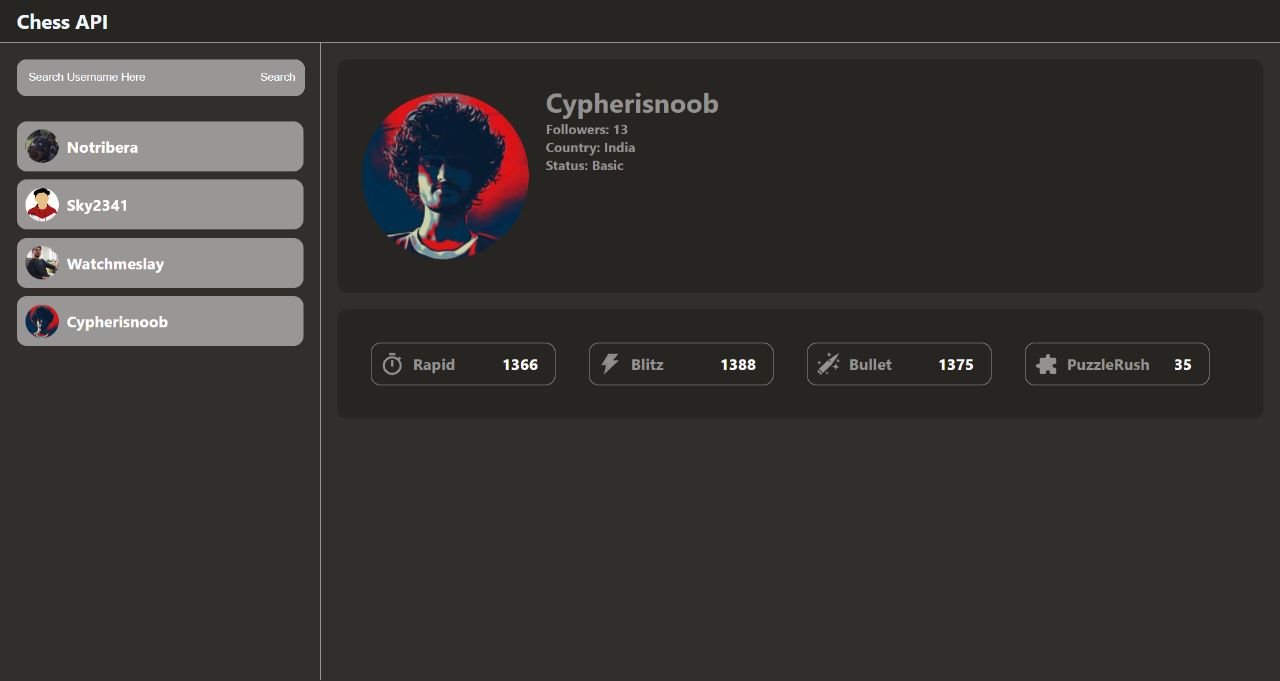 Chess API
Search Username Here Search
Notribera
Sky2341
Watchmeslay
Cypherisnoob
Cypherisnoob
Followers: 13
Country: India
Status: Basic
Rapid 1366
Blitz 1388
Bullet 1375
PuzzleRush 35